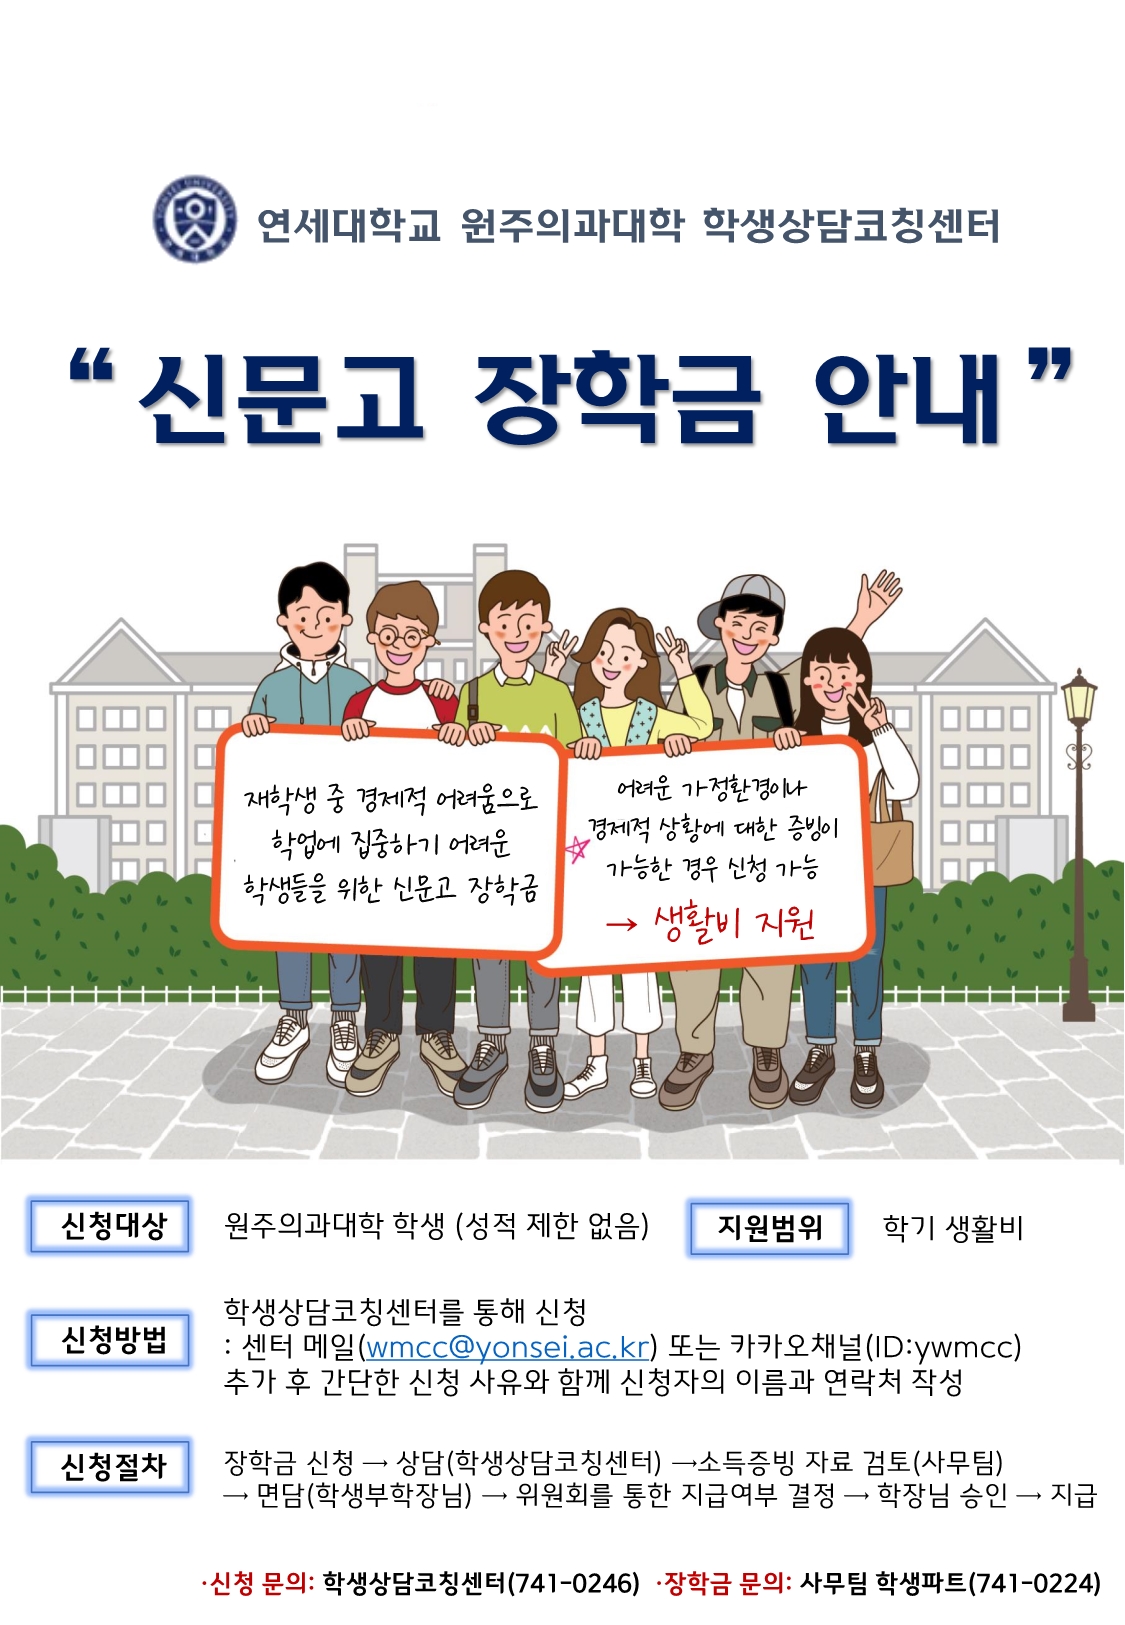 YONSEI UNIVERSITY
연세대학교 원주의과대학 학생상담코칭센터
“신문고 장학금 안내”
재학생 중 경제적 어려움으로
학업에 집중하기 어려운
학생들을 위한 신문고 장학금
어려운 가정환경이나
경제적 상황에 대한 증빙이
가능한 경우 신청 가능
→ 생활비 지원
신청대상 원주의과대학 학생 (성적 제한 없음) 지원범위 학기 생활비
신청방법
학생상담코칭센터를 통해 신청
: 센터 메일(wmcc@yonsei.ac.kr) 또는 카카오채널(ID:ywmcc)
추가 후 간단한 신청 사유와 함께 신청자의 이름과 연락처 작성
신청절차
장학금 신청 → 상담(학생상담코칭센터) →소득증빙 자료 검토(사무팀)
→ 면담(학생부학장님) → 위원회를 통한 지급여부 결정 → 학장님 승인 → 지급
·신청 문의: 학생상담코칭센터(741-0246) ·장학금 문의: 사무팀 학생파트(741-0224)